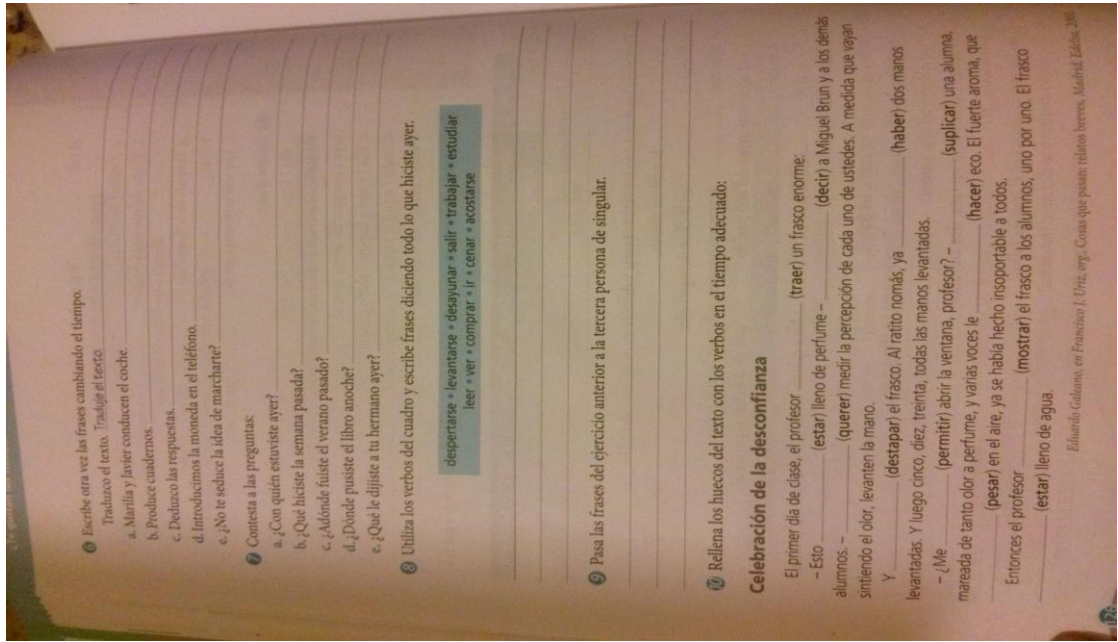 6 Escribe otra vez las frases cambiando el tiempo.
Traduzco el texto. Traduje el texto.
a. Marilia y Javier conducen el coche.
b. Produce cuadernos.
c. Deduzco las respuestas.
d. Introducimos la moneda en el teléfono.
e. ¿No te seduce la idea de marcharte?
7 Contesta a las preguntas:
a. ¿Con quién estuviste ayer?
b. ¿Qué hiciste la semana pasada?
c. ¿Adónde fuiste el verano pasado?
d. ¿Dónde pusiste el libro anoche?
e. ¿Qué le dijiste a tu hermano ayer?
8 Utiliza los verbos del cuadro y escribe frases diciendo todo lo que hiciste ayer.
despertarse • levantarse • desayunar • salir • trabajar • estudiar
leer • ver • comprar • ir • cenar • acostarse
9 Pasa las frases del ejercicio anterior a la tercera persona de singular.
10 Rellena los huecos del texto con los verbos en el tiempo adecuado:
Celebración de la desconfianza
El primer día de clase, el profesor (traer) un frasco enorme:
– Esto (estar) lleno de perfume – (decir) a Miguel Brun y a los demás
alumnos. – (querer) medir la percepción de cada uno de ustedes. A medida que vayan
sintiendo el olor, levanten la mano.
Y (destapar) el frasco. Al ratito nomás, ya (haber) dos manos
levantadas. Y luego cinco, diez, treinta, todas las manos levantadas.
– ¿Me (permitir) abrir la ventana, profesor? – (suplicar) una alumna,
mareada de tanto olor a perfume, y varias voces le (hacer) eco. El fuerte aroma, que
(pesar) en el aire, ya se había hecho insoportable a todos.
Entonces el profesor (mostrar) el frasco a los alumnos, uno por uno. El frasco
(estar) lleno de agua.
Eduardo Galeano, en Francisco J. Uriz, org., Cosas que pasan: relatos breves, Madrid, Edelsa,